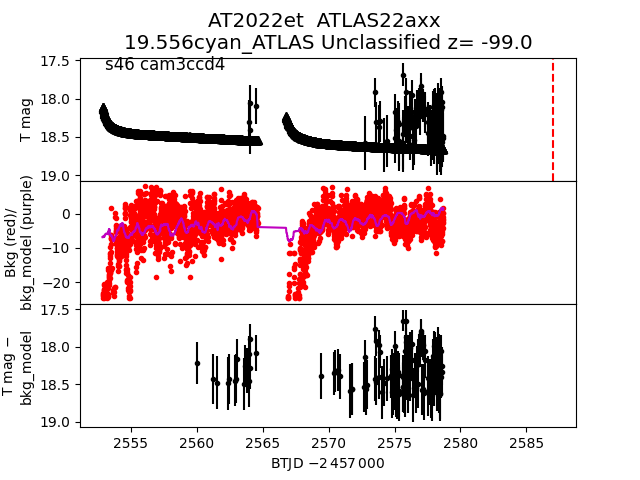 AT2022et  ATLAS22axx
19.556cyan_ATLAS Unclassified z= -99.0
s46 cam3ccd4
17.5
18.0
18.5
19.0
T mag
0
−10
−20
Bkg (red)/
bkg_model (purple)
17.5
18.0
18.5
19.0
T mag −
bkg_model
2555 2560 2565 2570 2575 2580 2585
BTJD −2 457 000